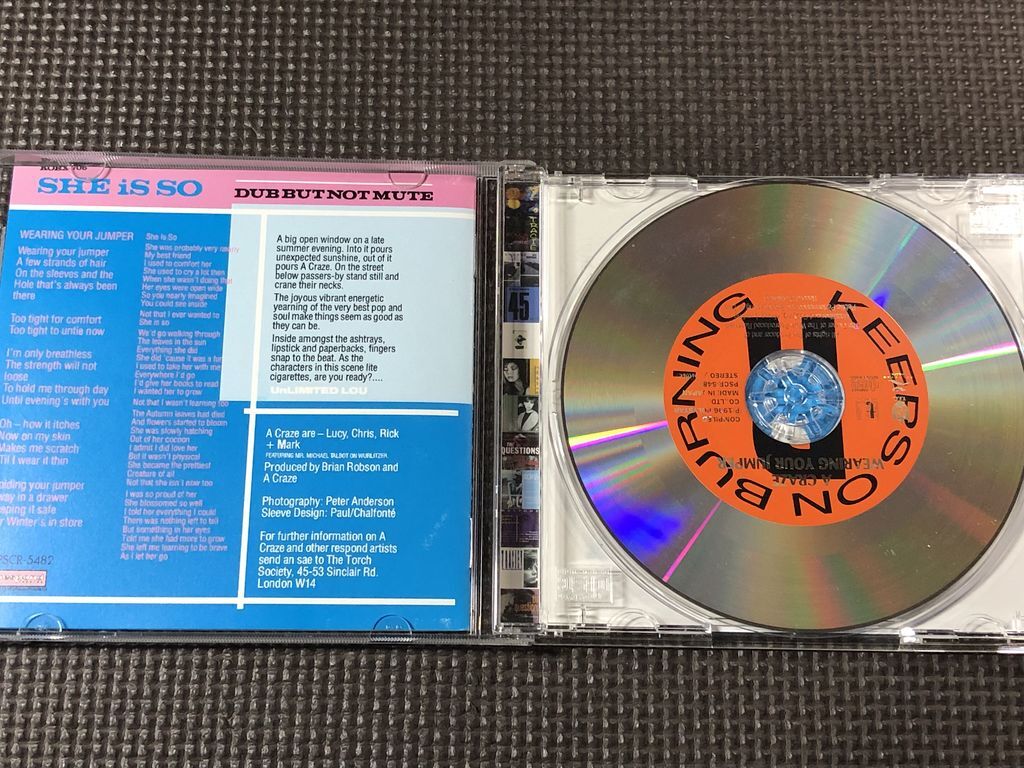 SHE iS SO
DUB BUT NOT MUTE
WEARING YOUR JUMPER
Wearing your jumper
A few strands of hair
On the sleeves and the
Hole that's always been
there
Too tight for comfort
Too tight to untie now
I'm only breathless
The strength will not
loose
To hold me through day
Until evening's with you
Oh - how it itches
Now on my skin
Makes me scratch
Til I wear it thin
your jumper
in a drawer
it safe
Winter's in store
PSCR-5482
She Is So
She was probably very
My best friend
I used to comfort her
She used to cry a lot then
When she wasn't doing that
Her eyes were open wide
So you nearly imagined
You could see inside
Not that I ever wanted to
She is so
We'd go walking through
The leaves in the sun
Everything she did
She did 'cause it was a fun
I used to take her with me
Everywhere I'd go
I'd give her books to read
I wanted her to grow
Not that I wasn't learning too
The Autumn leaves had died
And flowers started to bloom
She was slowly hatching
Out of her cocoon
I admit I did love her
But it wasn't physical
She became the prettiest
Creature of all
Not that she isn't now too
I was so proud of her
She blossomed so well
I told her everything I could
There was nothing left to tell
But something in her eyes
Told me she had more to grow
She left me learning to be brave
As I let her go
A big open window on a late
summer evening. Into it pours
unexpected sunshine, out of it
pours A Craze. On the street
below passers-by stand still and
crane their necks.
The joyous vibrant energetic
yearning of the very best pop and
soul make things seem as good as
they can be.
Inside amongst the ashtrays,
lipstick and paperbacks, fingers
snap to the beat. As the
characters in this scene lite
cigarettes, are you ready?....
UNLIMITED LOU
A Craze are – Lucy, Chris, Rick
+ Mark
FEATURING MR. MICHAEL TALBOT ON WURLITZER.
Produced by Brian Robson and
A Craze
Photography: Peter Anderson
Sleeve Design: Paul/Chalfonté
For further information on A
Craze and other respond artists
send an sae to The Torch
Society, 45-53 Sinclair Rd.
London W14
45
QUESTIONS
KEEPS ON BURNING
A CRAZE
WEARING YOUR JUMPER
STEREO
PSCR-5482
MADE IN JAPAN
CO., LTD